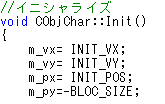 //イニシャライズ
void CObjChar::Init()
{
    m_vx= INIT_VX;
    m_vy= INIT_VY;
    m_px= INIT_POS;
    m_py=-BLOC_SIZE;